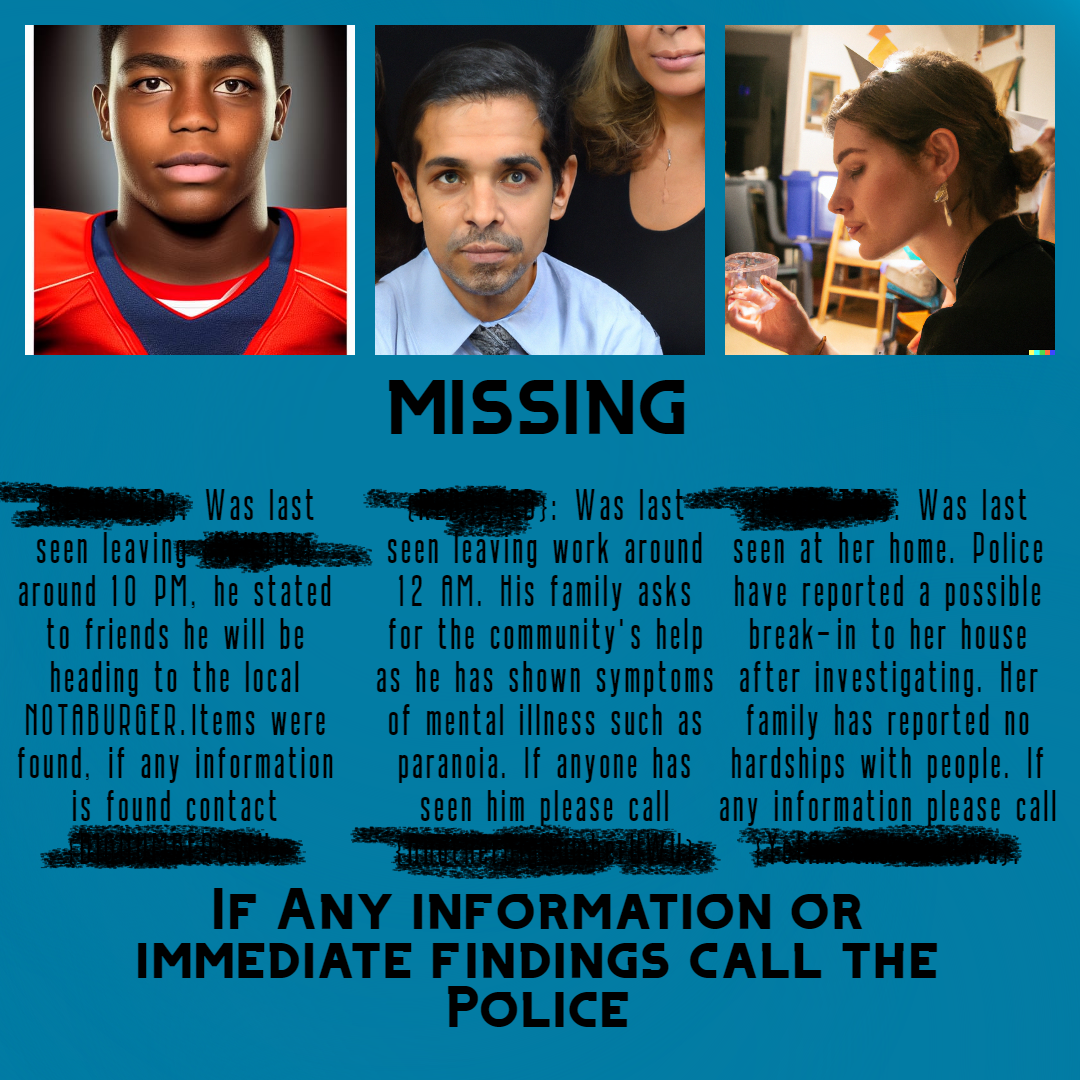 MISSING
: Was last
seen leaving
around 10 PM, he stated
to friends he will be
heading to the local
NOTABURGER.Items were
found, if any information
is found contact
}: Was last
seen leaving work around
12 AM. His family asks
for the community's help
as he has shown symptoms
of mental illness such as
paranoia. If anyone has
seen him please call
: Was last
seen at her home. Police
have reported a possible
break-in to her house
after investigating. Her
family has reported no
hardships with people. If
any information please call
If Any information or
immediate findings call the
Police